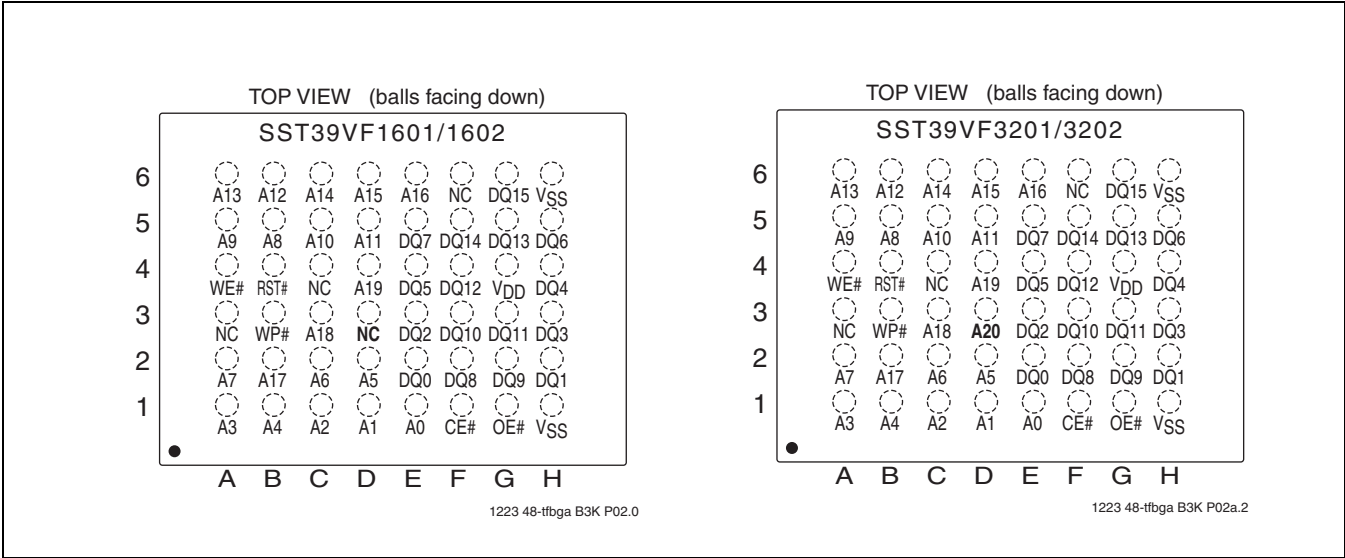 TOP VIEW (balls facing down)
SST39VF1601/1602
6
A13 A12 A14 A15 A16 NC DQ15 VSS
5
A9 A8 A10 A11 DQ7 DQ14 DQ13 DQ6
4
WE# RST# NC A19 DQ5 DQ12 VDD DQ4
3
NC WP# A18 NC DQ2 DQ10 DQ11 DQ3
2
A7 A17 A6 A5 DQ0 DQ8 DQ9 DQ1
1
A3 A4 A2 A1 A0 CE# OE# VSS
A B C D E F G H
1223 48-tfbga B3K P02.0
TOP VIEW (balls facing down)
SST39VF3201/3202
6
A13 A12 A14 A15 A16 NC DQ15 VSS
5
A9 A8 A10 A11 DQ7 DQ14 DQ13 DQ6
4
WE# RST# NC A19 DQ5 DQ12 VDD DQ4
3
NC WP# A18 A20 DQ2 DQ10 DQ11 DQ3
2
A7 A17 A6 A5 DQ0 DQ8 DQ9 DQ1
1
A3 A4 A2 A1 A0 CE# OE# VSS
A B C D E F G H
1223 48-tfbga B3K P02a.2